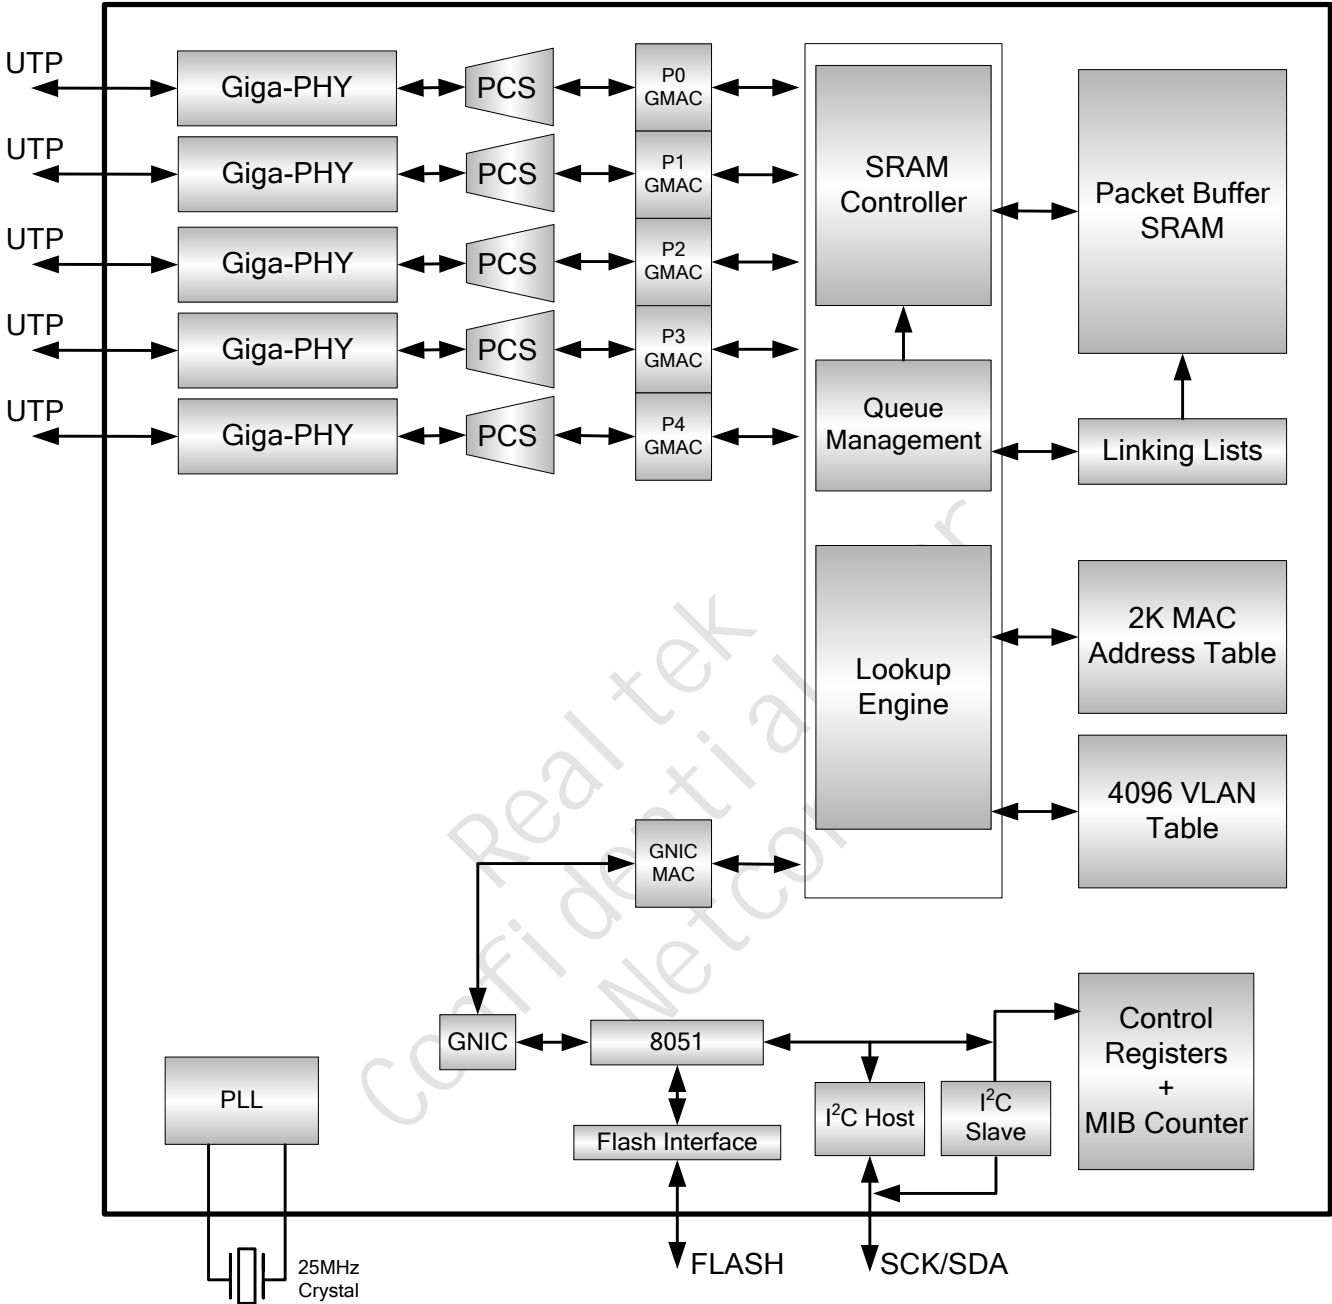 UTP
Giga-PHY
PCS
P0
GMAC
UTP
Giga-PHY
PCS
P1
GMAC
UTP
Giga-PHY
PCS
P2
GMAC
UTP
Giga-PHY
PCS
P3
GMAC
UTP
Giga-PHY
PCS
P4
GMAC
SRAM
Controller
Packet Buffer
SRAM
Queue
Management
Linking Lists
Lookup
Engine
2K MAC
Address Table
4096 VLAN
Table
GNIC
MAC
GNIC
8051
Flash Interface
I²C Host
I²C
Slave
Control
Registers
+
MIB Counter
PLL
25MHz
Crystal
FLASH
SCK/SDA
Realtek
Confidential